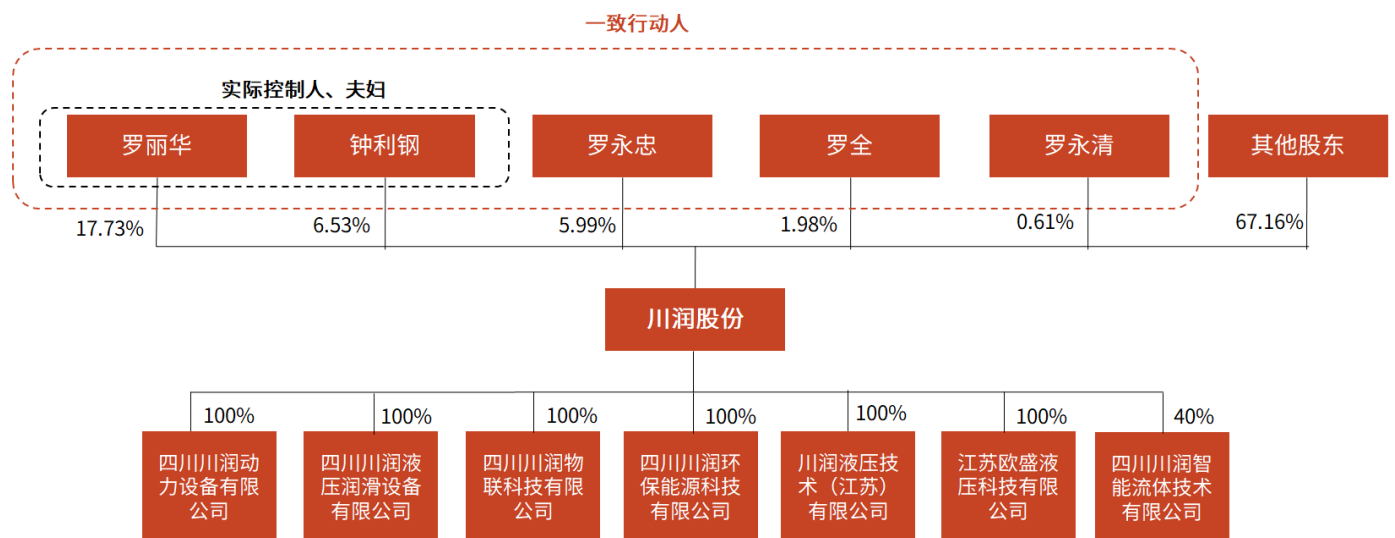 一致行动人
实际控制人、夫妇
罗丽华
钟利钢
罗永忠
罗全
罗永清
其他股东
17.73%
6.53%
5.99%
1.98%
0.61%
67.16%
川润股份
100%
100%
100%
100%
100%
100%
40%
四川川润动
力设备有限
公司
四川川润液
压润滑设备
有限公司
四川川润物
联科技有限
公司
四川川润环
保能源科技
有限公司
川润液压技
术（江苏）
有限公司
江苏欧盛液
压科技有限
公司
四川川润智
能流体技术
有限公司